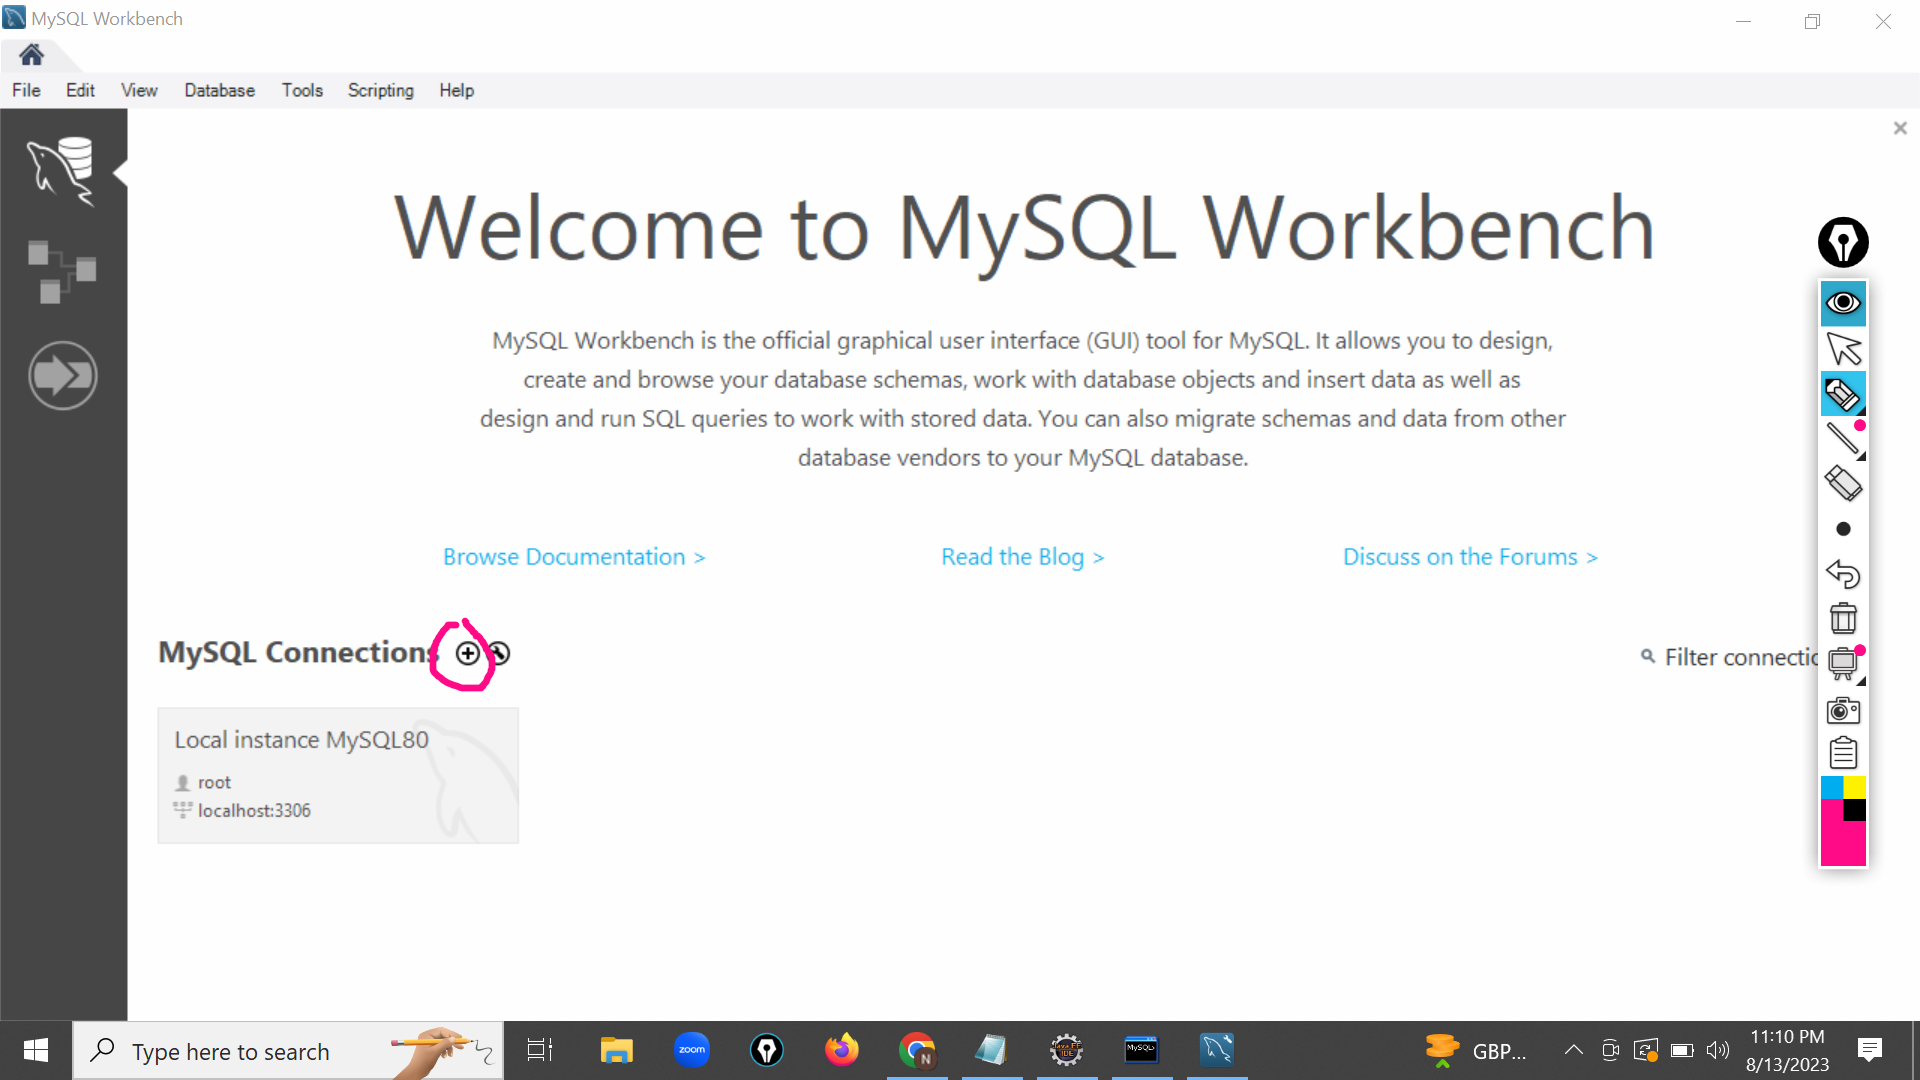 MySQL Workbench
File Edit View Database Tools Scripting Help
Welcome to MySQL Workbench
MySQL Workbench is the official graphical user interface (GUI) tool for MySQL. It allows you to design,
create and browse your database schemas, work with database objects and insert data as well as
design and run SQL queries to work with stored data. You can also migrate schemas and data from other
database vendors to your MySQL database.
Browse Documentation > Read the Blog > Discuss on the Forums >
MySQL Connections
Filter connectio
Local instance MySQL80
root
localhost:3306
Type here to search
zoom
N
Java EE
IDE
MySQL>
GBP...
11:10 PM
8/13/2023